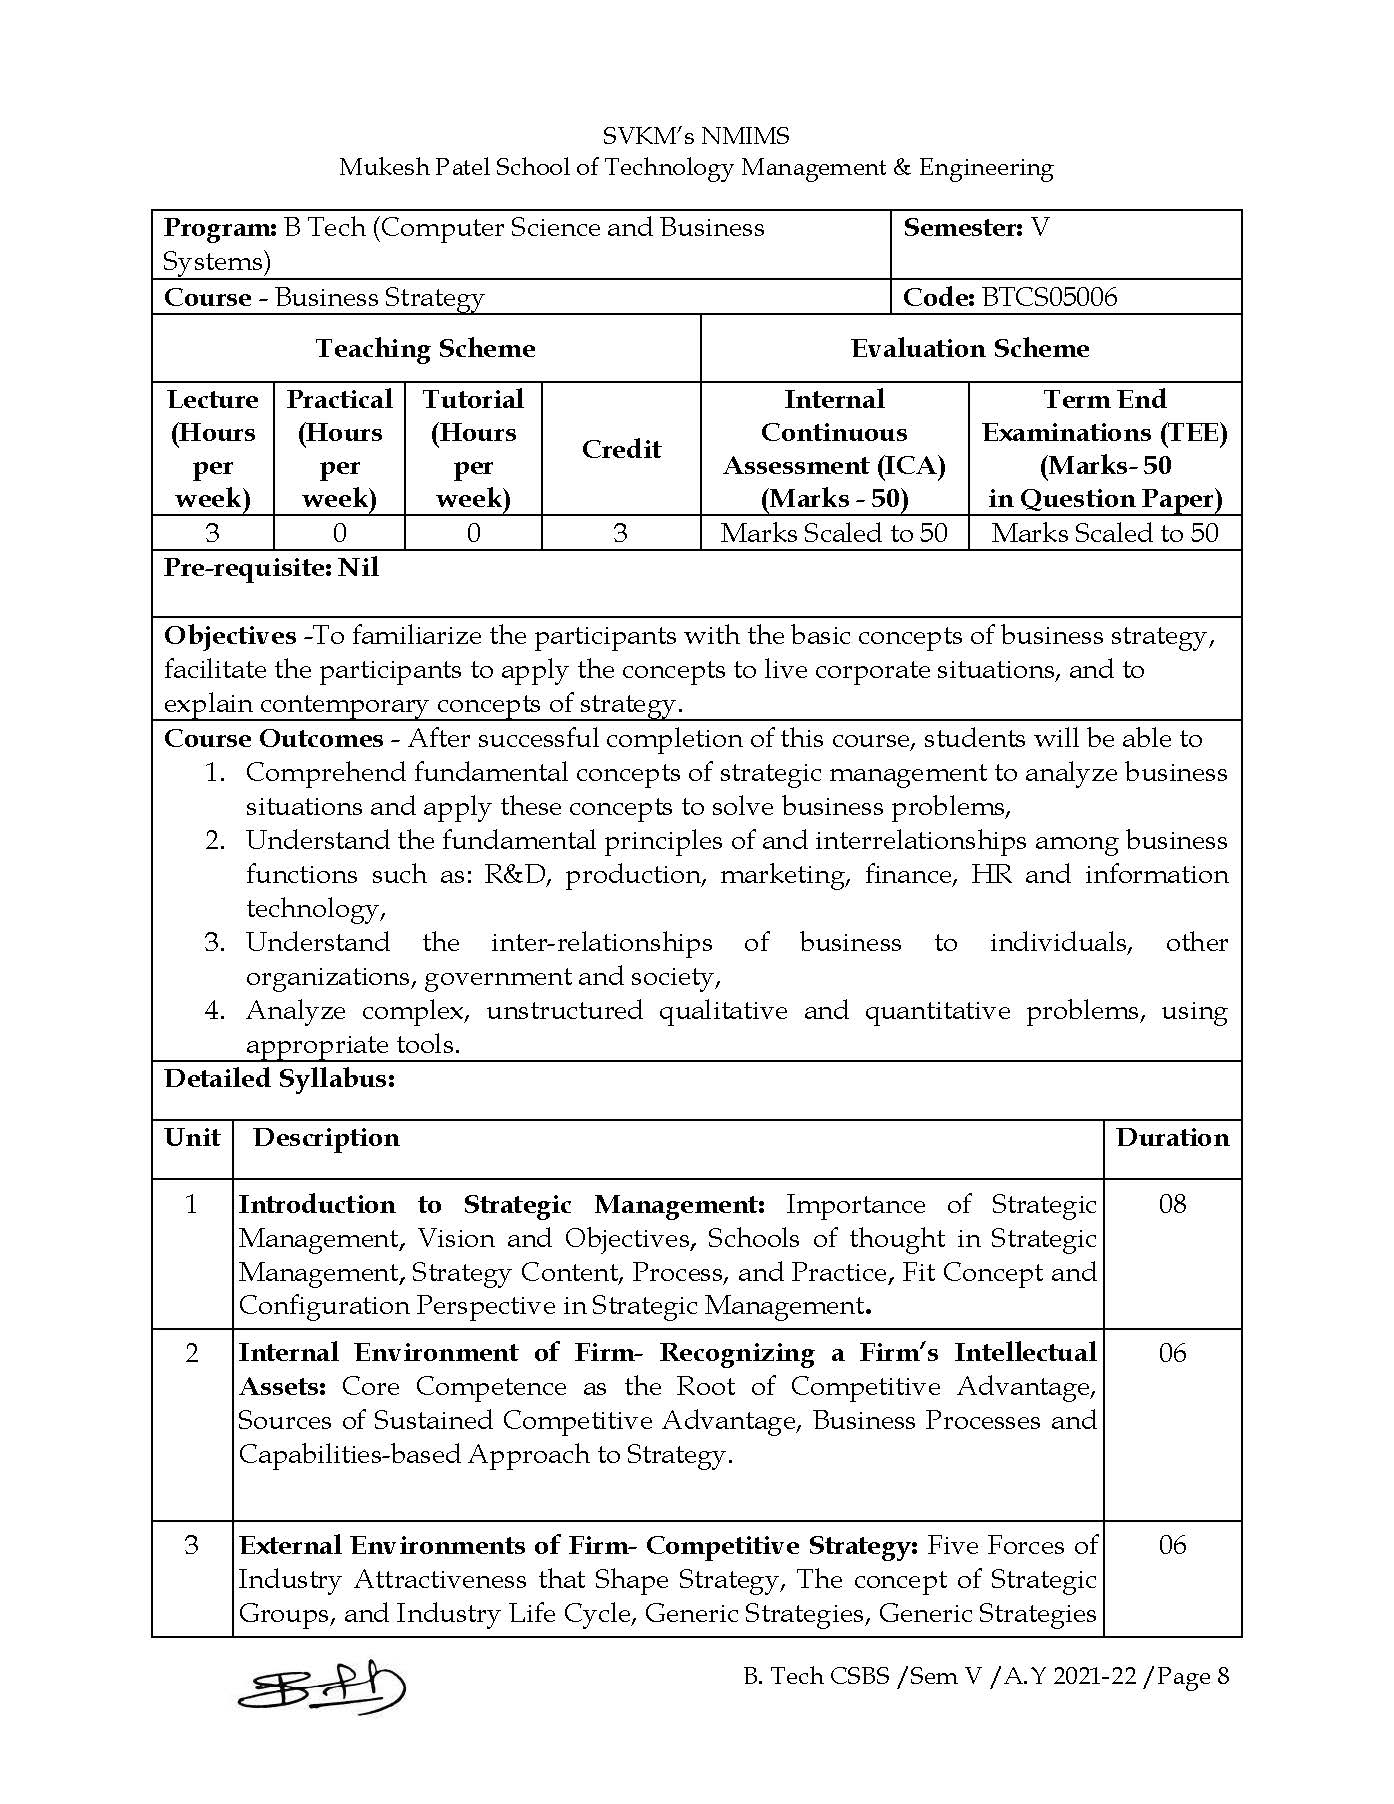 SVKM's NMIMS
Mukesh Patel School of Technology Management & Engineering
Program: B Tech (Computer Science and Business
Systems)
Semester: V
Course - Business Strategy
Code: BTCS05006
Teaching Scheme
Evaluation Scheme
Lecture
(Hours
per
week)
Practical
(Hours
per
week)
Tutorial
(Hours
per
week)
Credit
Internal
Continuous
Assessment (ICA)
(Marks - 50)
Term End
Examinations (TEE)
(Marks- 50
in Question Paper)
3
0
0
3
Marks Scaled to 50
Marks Scaled to 50
Pre-requisite: Nil
Objectives -To familiarize the participants with the basic concepts of business strategy,
facilitate the participants to apply the concepts to live corporate situations, and to
explain contemporary concepts of strategy.
Course Outcomes - After successful completion of this course, students will be able to
1. Comprehend fundamental concepts of strategic management to analyze business
situations and apply these concepts to solve business problems,
2. Understand the fundamental principles of and interrelationships among business
functions such as: R&D, production, marketing, finance, HR and information
technology,
3. Understand the inter-relationships of business to individuals, other
organizations, government and society,
4. Analyze complex, unstructured qualitative and quantitative problems, using
appropriate tools.
Detailed Syllabus:
Unit
Description
Duration
1
Introduction to Strategic Management: Importance of Strategic
Management, Vision and Objectives, Schools of thought in Strategic
Management, Strategy Content, Process, and Practice, Fit Concept and
Configuration Perspective in Strategic Management.
08
2
Internal Environment of Firm- Recognizing a Firm's Intellectual
Assets: Core Competence as the Root of Competitive Advantage,
Sources of Sustained Competitive Advantage, Business Processes and
Capabilities-based Approach to Strategy.
06
3
External Environments of Firm- Competitive Strategy: Five Forces of
Industry Attractiveness that Shape Strategy, The concept of Strategic
Groups, and Industry Life Cycle, Generic Strategies, Generic Strategies
06
B. Tech CSBS /Sem V /A.Y 2021-22 /Page 8